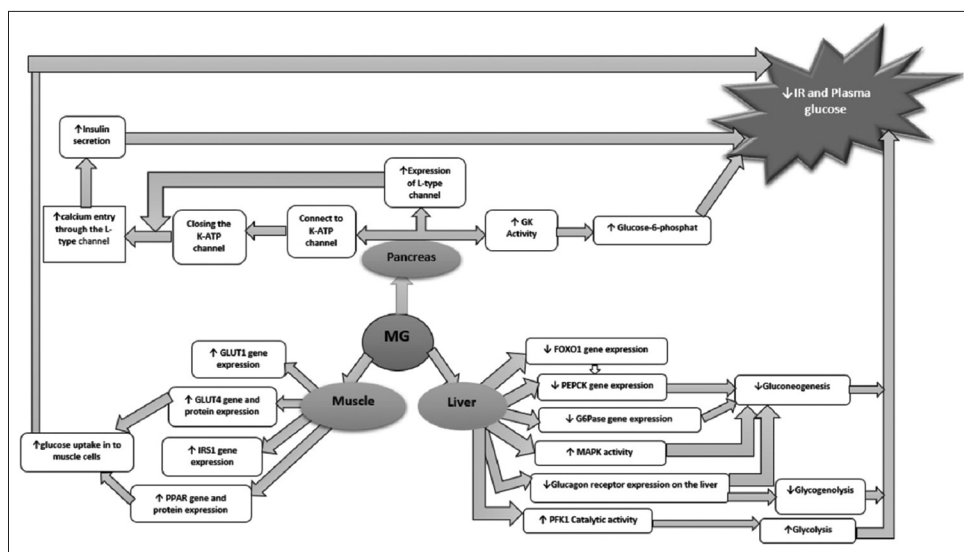 ↓IR and Plasma
glucose
↑Insulin
secretion
↑Expression
of L-type
channel
↑calcium entry
through the L-
type channel
Closing the
K-ATP
channel
Connect to
K-ATP
channel
↑ GK
Activity
↑ Glucose-6-phosphat
Pancreas
MG
↑ GLUT1 gene
expression
↓ FOXO1 gene expression
Muscle
Liver
↓ PEPCK gene expression
↓Gluconeogenesis
↑ GLUT4 gene and
protein expression
↓ G6Pase gene expression
↑glucose uptake in to
muscle cells
↑ IRS1 gene
expression
↑ MAPK activity
↓Glucagon receptor expression on the liver
↓Glycogenolysis
↑ PPAR gene and
protein expression
↑ PFK1 Catalytic activity
↑Glycolysis